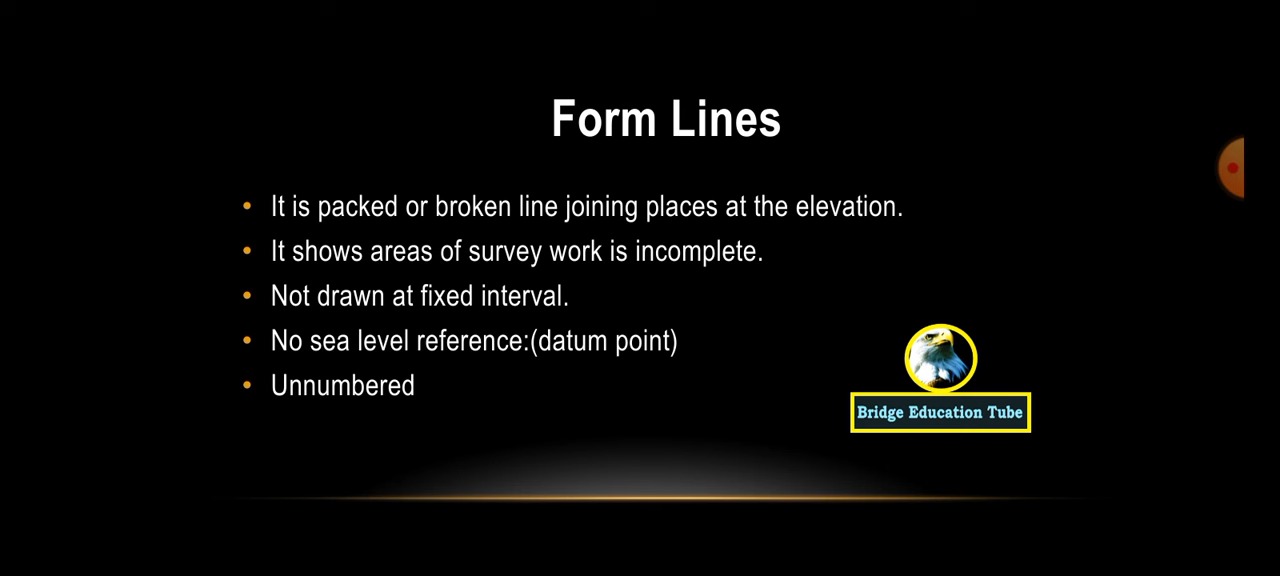 Form Lines
• It is packed or broken line joining places at the elevation.
• It shows areas of survey work is incomplete.
• Not drawn at fixed interval.
• No sea level reference:(datum point)
• Unnumbered
Bridge Education Tube